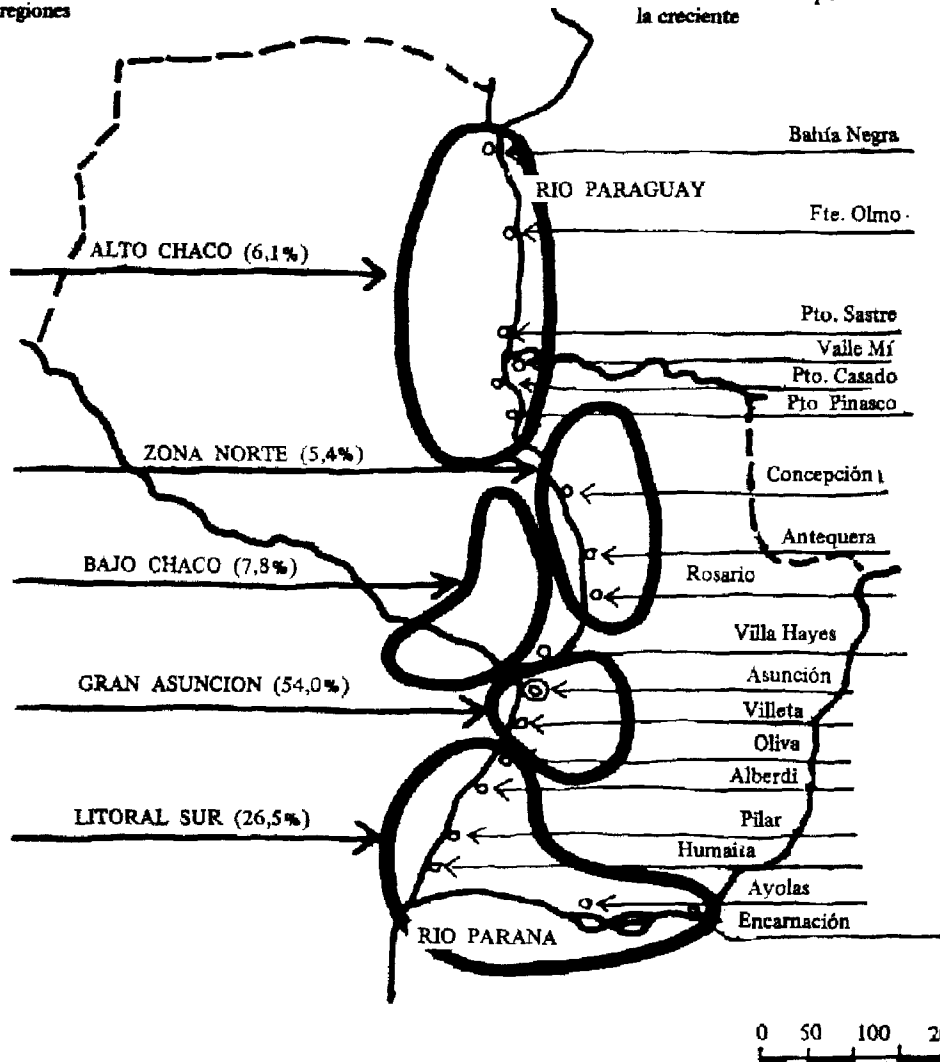 regiones
la creciente
Bahía Negra
RIO PARAGUAY
Fte. Olmo
ALTO CHACO (6,1%)
Pto. Sastre
Valle Mí
Pto. Casado
Pto Pinasco
ZONA NORTE (5,4%)
Concepción
Antequera
BAJO CHACO (7,8%)
Rosario
Villa Hayes
Asunción
GRAN ASUNCION (54,0%)
Villeta
Oliva
Alberdi
LITORAL SUR (26,5%)
Pilar
Humaita
Ayolas
Encarnación
RIO PARANA
0 50 100